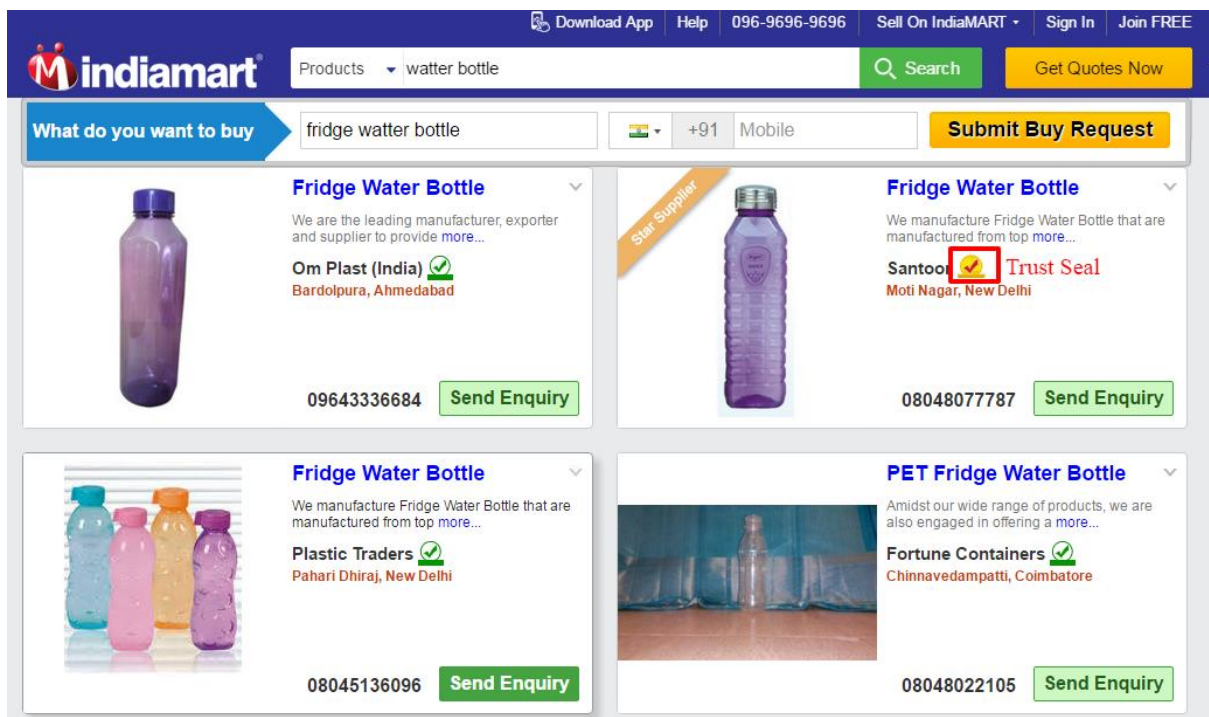 Download App Help 096-9696-9696 Sell On IndiaMART Sign In Join FREE
indiamart Products watter bottle Search Get Quotes Now
What do you want to buy fridge watter bottle +91 Mobile Submit Buy Request
Fridge Water Bottle
We are the leading manufacturer, exporter
and supplier to provide more...
Om Plast (India)
Bardolpura, Ahmedabad
09643336684 Send Enquiry
Star Supplier
Fridge Water Bottle
We manufacture Fridge Water Bottle that are
manufactured from top more...
Santoor Trust Seal
Moti Nagar, New Delhi
08048077787 Send Enquiry
Fridge Water Bottle
We manufacture Fridge Water Bottle that are
manufactured from top more...
Plastic Traders
Pahari Dhiraj, New Delhi
08045136096 Send Enquiry
PET Fridge Water Bottle
Amidst our wide range of products, we are
also engaged in offering a more...
Fortune Containers
Chinnavedampatti, Coimbatore
08048022105 Send Enquiry